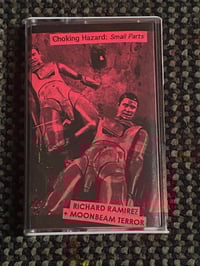 Choking Hazard: Small Parts
RICHARD RAMIREZ
+ MOONBEAM TERROR